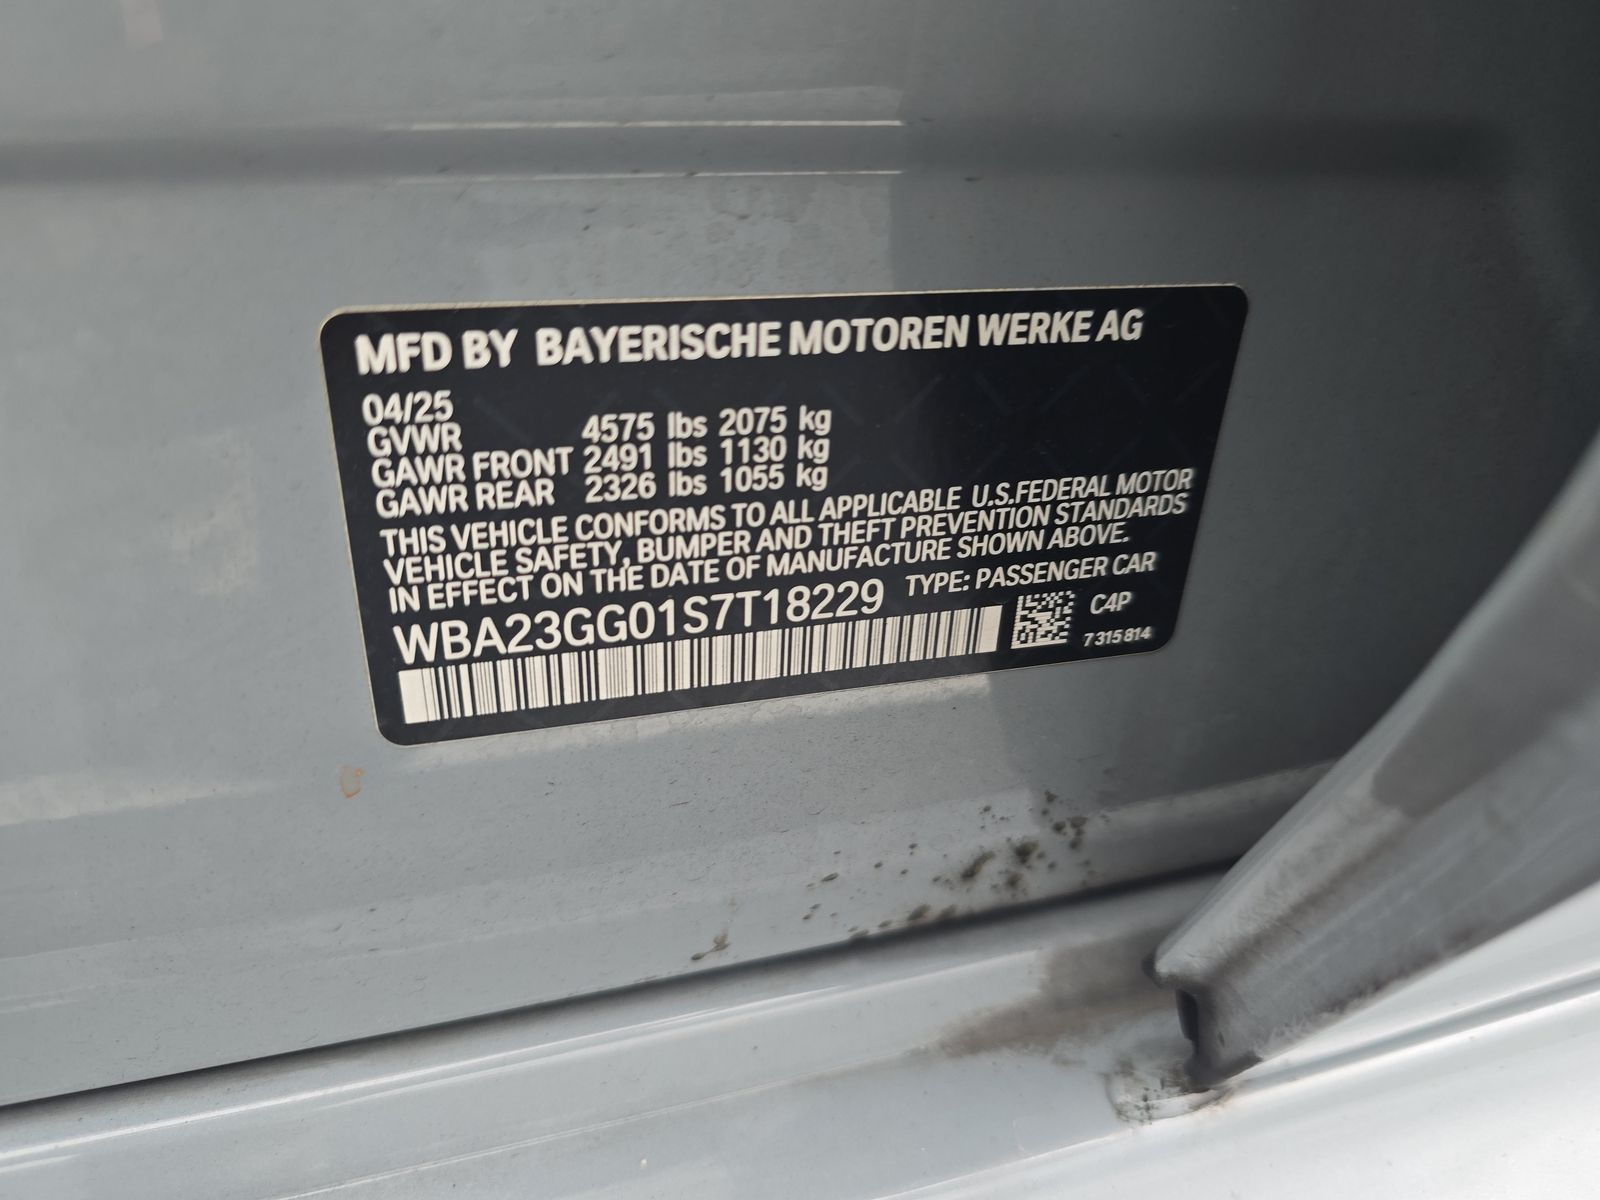 MFD BY BAYERISCHE MOTOREN WERKE AG
04/25
GVWR 4575 lbs 2075 kg
GAWR FRONT 2491 lbs 1130 kg
GAWR REAR 2326 lbs 1055 kg
THIS VEHICLE CONFORMS TO ALL APPLICABLE U.S.FEDERAL MOTOR
VEHICLE SAFETY, BUMPER AND THEFT PREVENTION STANDARDS
IN EFFECT ON THE DATE OF MANUFACTURE SHOWN ABOVE.
WBA23GG01S7T18229 TYPE: PASSENGER CAR
C4P
7 315 814